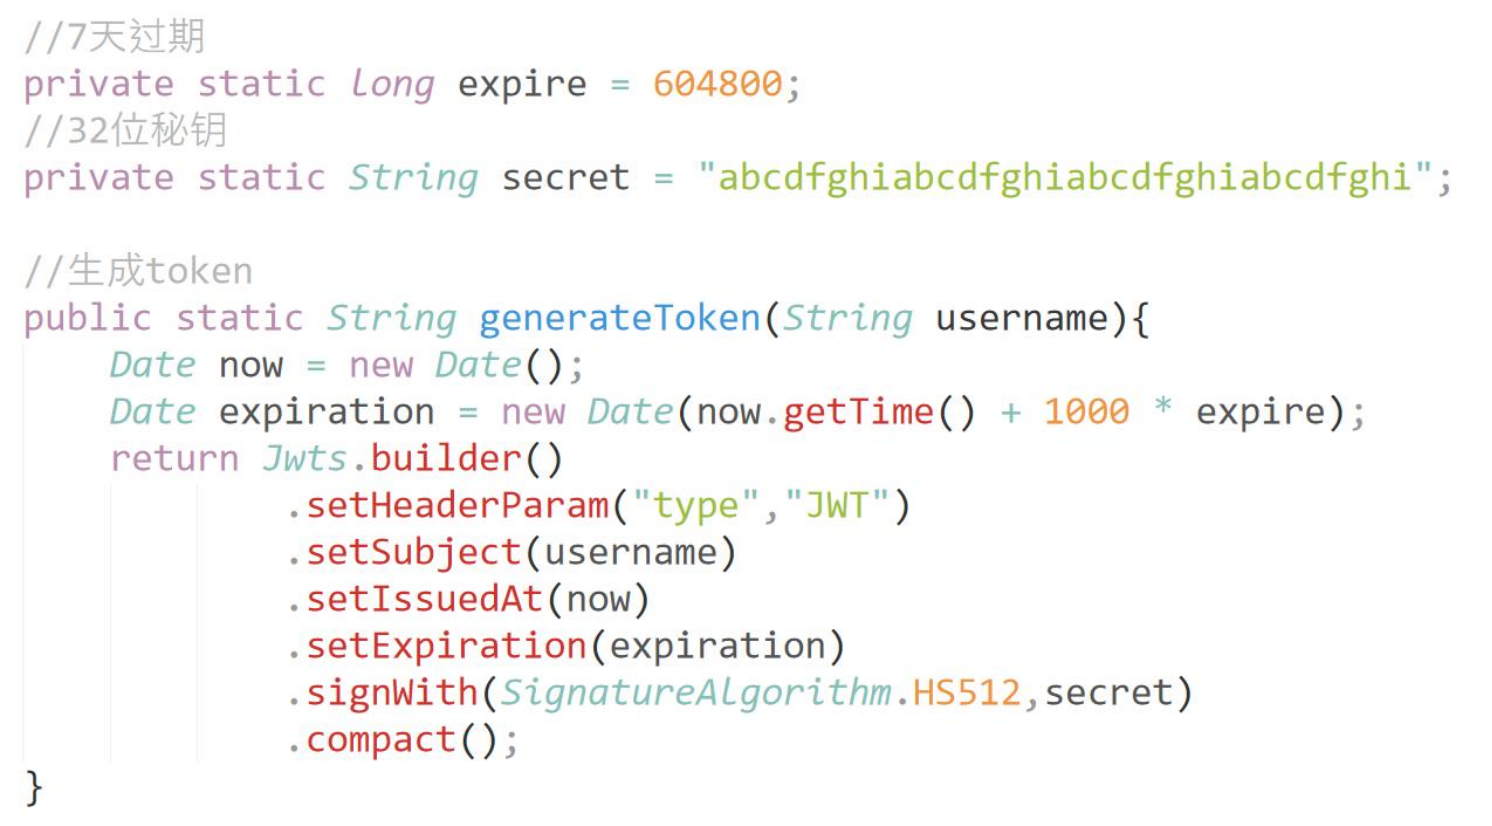 //7天过期
private static long expire = 604800;
//32位秘钥
private static String secret = "abcdfghiabcdfghiabcdfghiabcdfghi";
//生成token
public static String generateToken(String username){
    Date now = new Date();
    Date expiration = new Date(now.getTime() + 1000 * expire);
    return Jwts.builder()
            .setHeaderParam("type","JWT")
            .setSubject(username)
            .setIssuedAt(now)
            .setExpiration(expiration)
            .signWith(SignatureAlgorithm.HS512,secret)
            .compact();
}